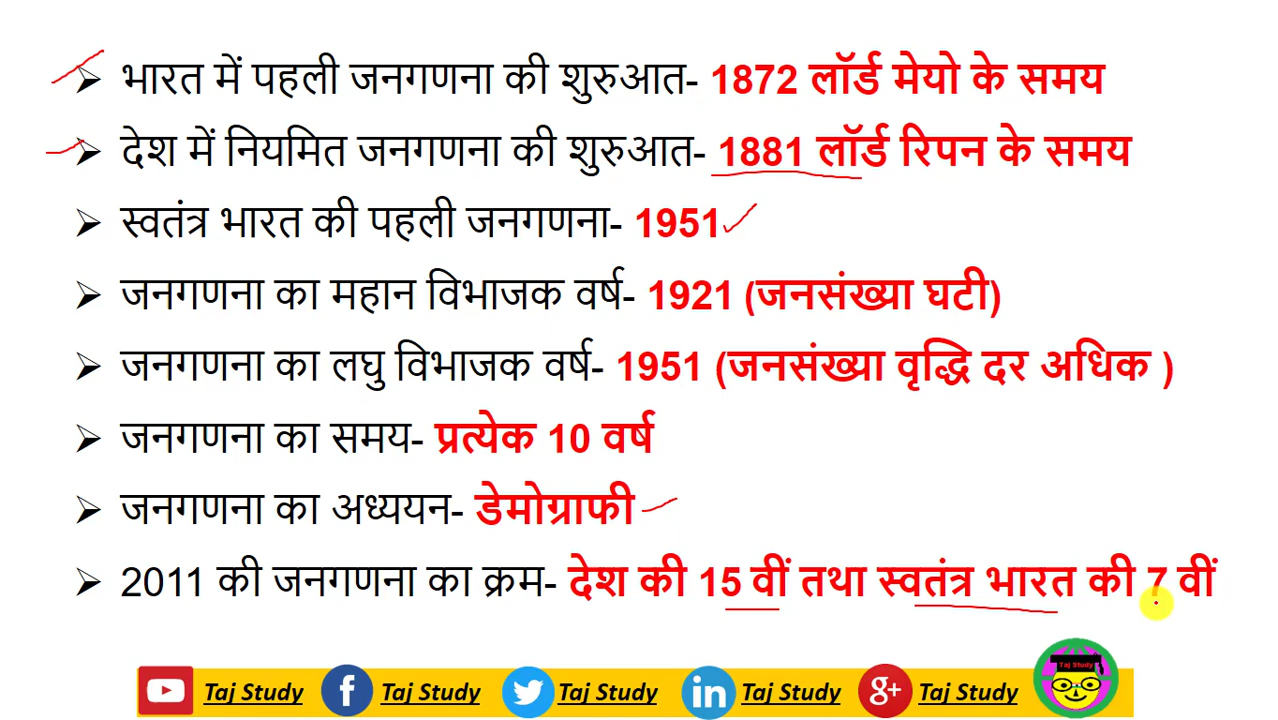 भारत में पहली जनगणना की शुरुआत- 1872 लॉर्ड मेयो के समय
देश में नियमित जनगणना की शुरुआत- 1881 लॉर्ड रिपन के समय
स्वतंत्र भारत की पहली जनगणना- 1951
जनगणना का महान विभाजक वर्ष- 1921 (जनसंख्या घटी)
जनगणना का लघु विभाजक वर्ष- 1951 (जनसंख्या वृद्धि दर अधिक )
जनगणना का समय- प्रत्येक 10 वर्ष
जनगणना का अध्ययन- डेमोग्राफी
2011 की जनगणना का क्रम- देश की 15 वीं तथा स्वतंत्र भारत की 7 वीं
Taj Study f Taj Study Taj Study in Taj Study g+ Taj Study Taj Study